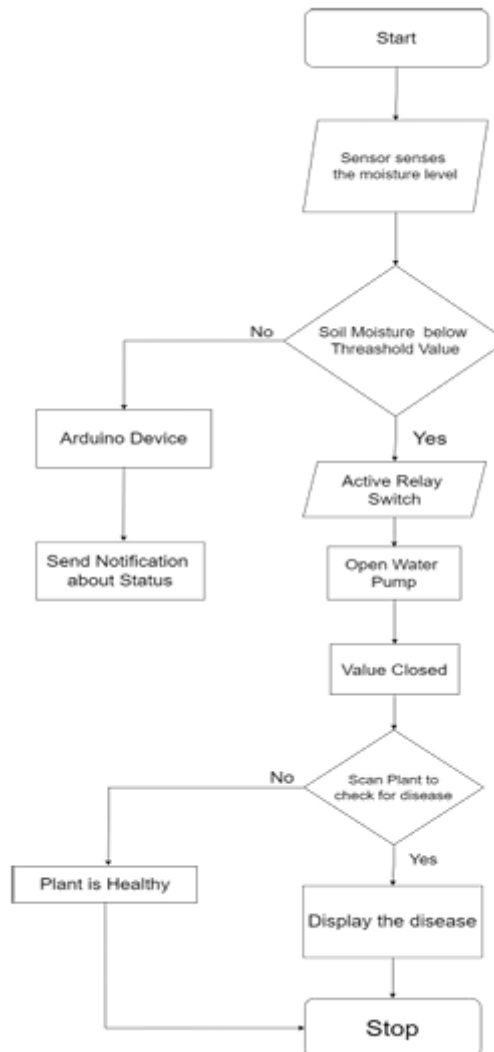 Start
Sensor senses
the moisture level
No
Soil Moisture below
Threashold Value
Arduino Device
Yes
Active Relay
Switch
Send Notification
about Status
Open Water
Pump
Value Closed
No
Scan Plant to
check for disease
Yes
Plant is Healthy
Display the disease
Stop